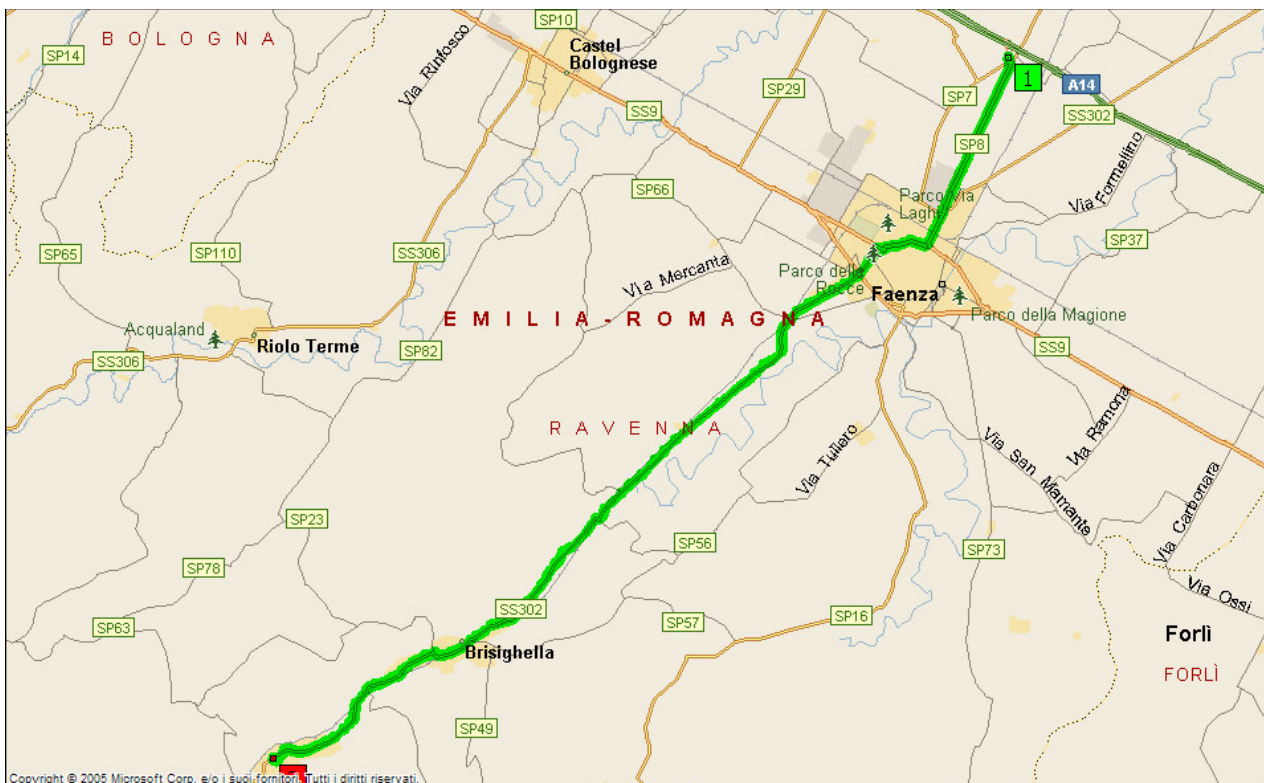 BOLOGNA
SP14
SP10
Via Rinfosco
Castel
Bolognese
SS9
SP29
SP7
1
A14
SS302
SP8
Via Formellino
SP66
Parco Via
Laghi
SP37
SP65
SP110
SS306
Via Mercanta
Parco della
Rocce
Faenza
Parco della Magione
EMILIA-ROMAGNA
Acqualand
Riolo Terme
SS306
SP82
SS9
RAVENNA
Via Tuliero
Via Ramona
Via San Mamante
Via Carbonara
SP23
SP56
SP73
SP78
Via Ossi
SS302
SP63
SP57
SP16
Brisighella
Forlì
FORLÌ
SP49
Copyright © 2005 Microsoft Corp. e/o i suoi fornitori. Tutti i diritti riservati.